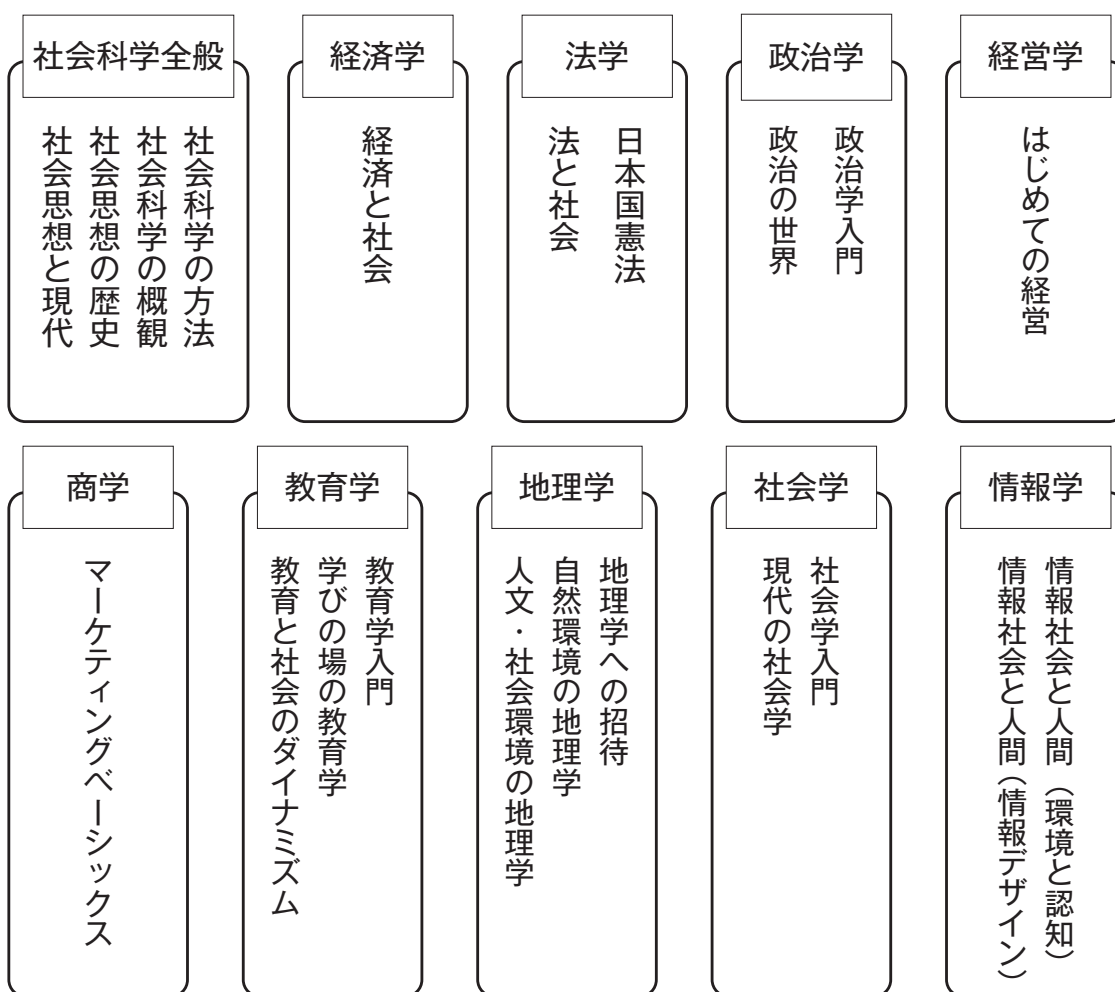 社会科学全般
社会科学の方法
社会科学の概観
社会思想の歴史
社会思想と現代
経済学
経済と社会
法学
日本国憲法
法と社会
政治学
政治学入門
政治の世界
経営学
はじめての経営
商学
マーケティングベーシックス
教育学
教育学入門
学びの場の教育学
教育と社会のダイナミズム
地理学
地理学への招待
自然環境の地理学
人文・社会環境の地理学
社会学
社会学入門
現代の社会学
情報学
情報社会と人間（環境と認知）
情報社会と人間（情報デザイン）